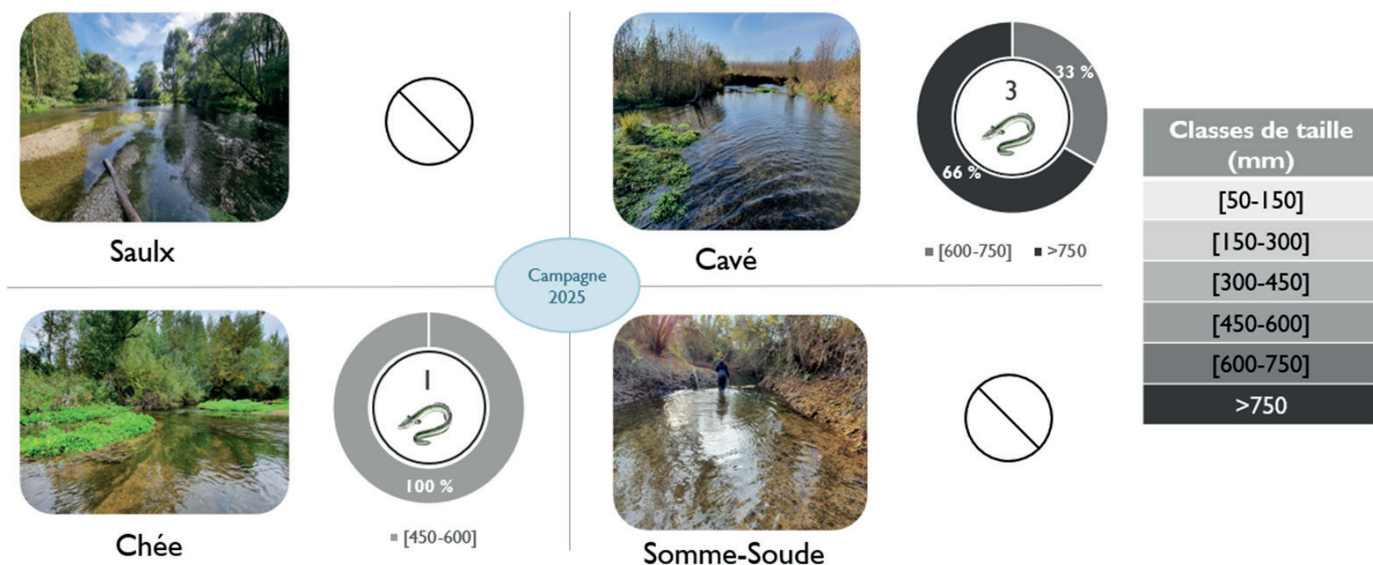 Saulx
33 %
3
66 %
[600-750] >750
Cavé
Campagne
2025
1
100 %
[450-600]
Chée
Somme-Soude
Classes de taille
(mm)
[50-150]
[150-300]
[300-450]
[450-600]
[600-750]
>750